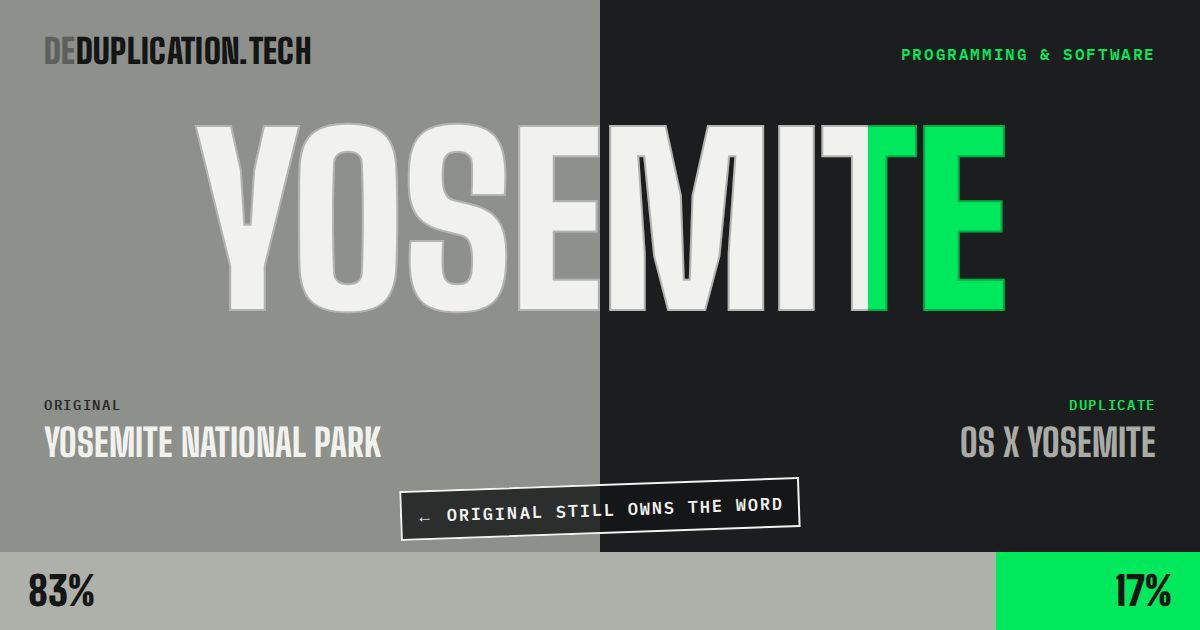 DEDUPLICATION.TECH
PROGRAMMING & SOFTWARE
YOSEMITE
ORIGINAL
YOSEMITE NATIONAL PARK
DUPLICATE
OS X YOSEMITE
← ORIGINAL STILL OWNS THE WORD
83%
17%